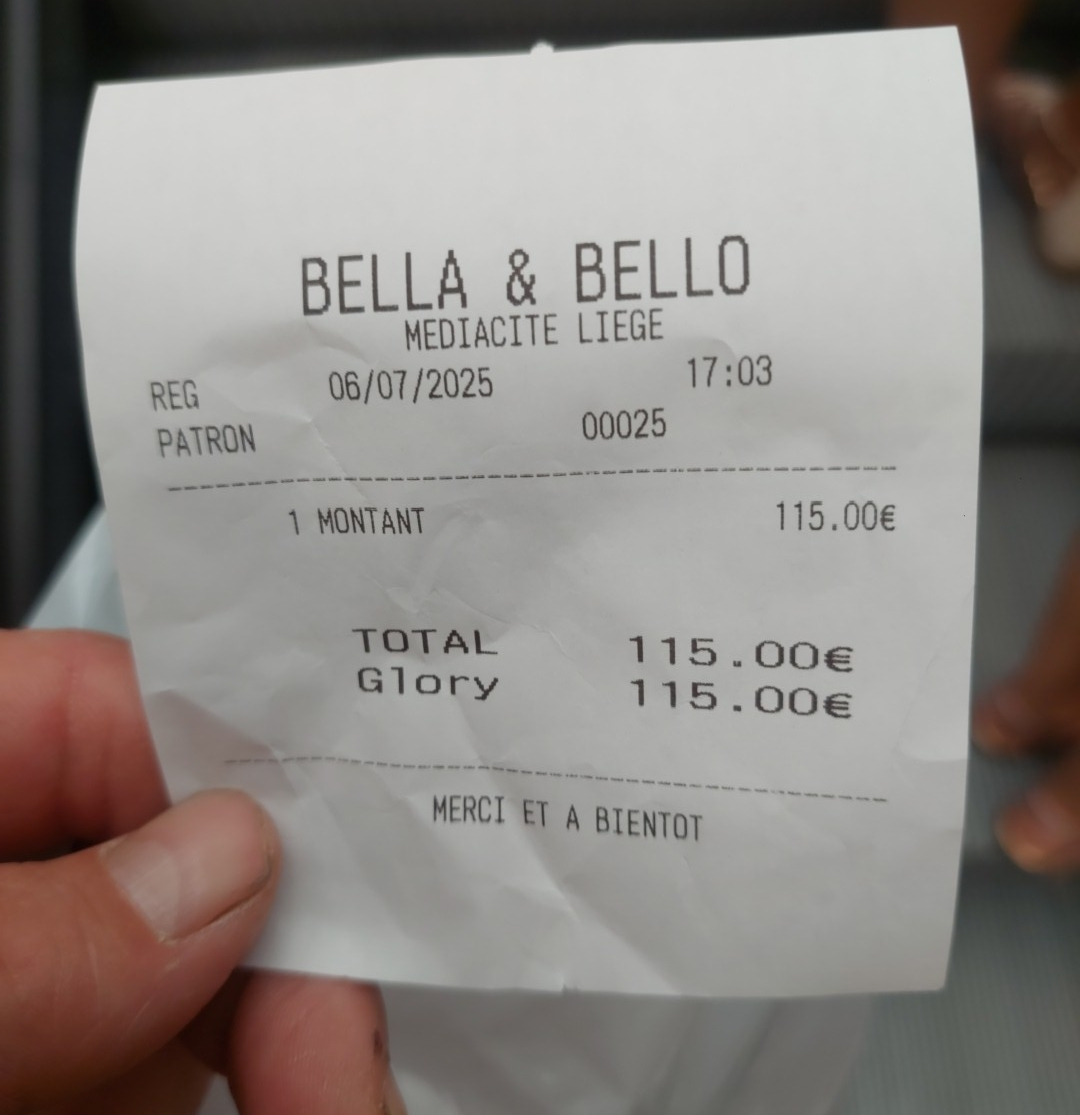 BELLA & BELLO
MEDIACITE LIEGE
REG 06/07/2025 17:03
PATRON 00025
1 MONTANT 115.00€
TOTAL 115.00€
Glory 115.00€
MERCI ET A BIENTOT